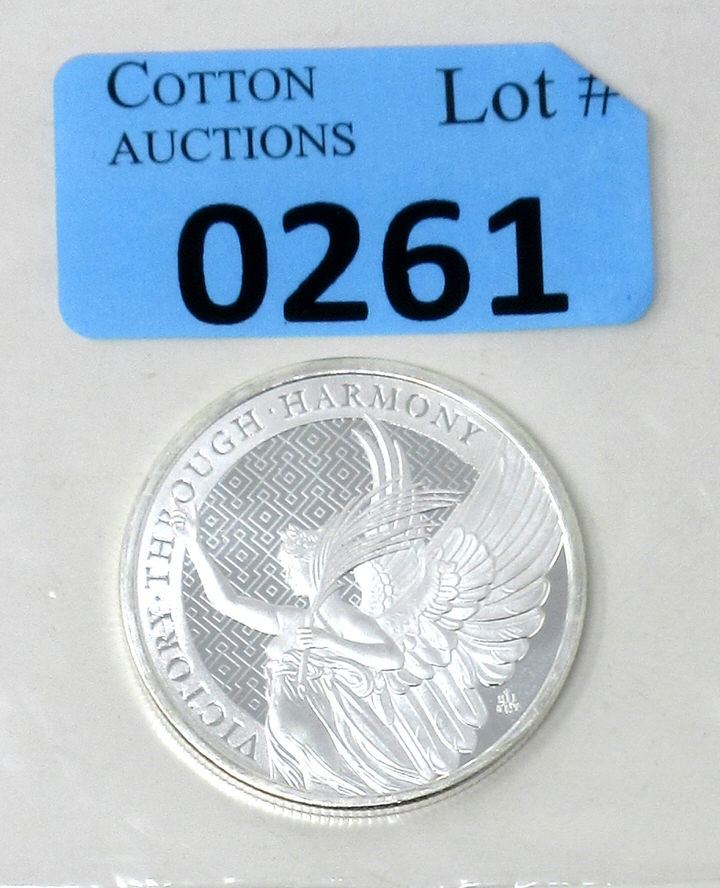 COTTON
AUCTIONS
Lot #
0261
VICTORY · THROUGH · HARMONY